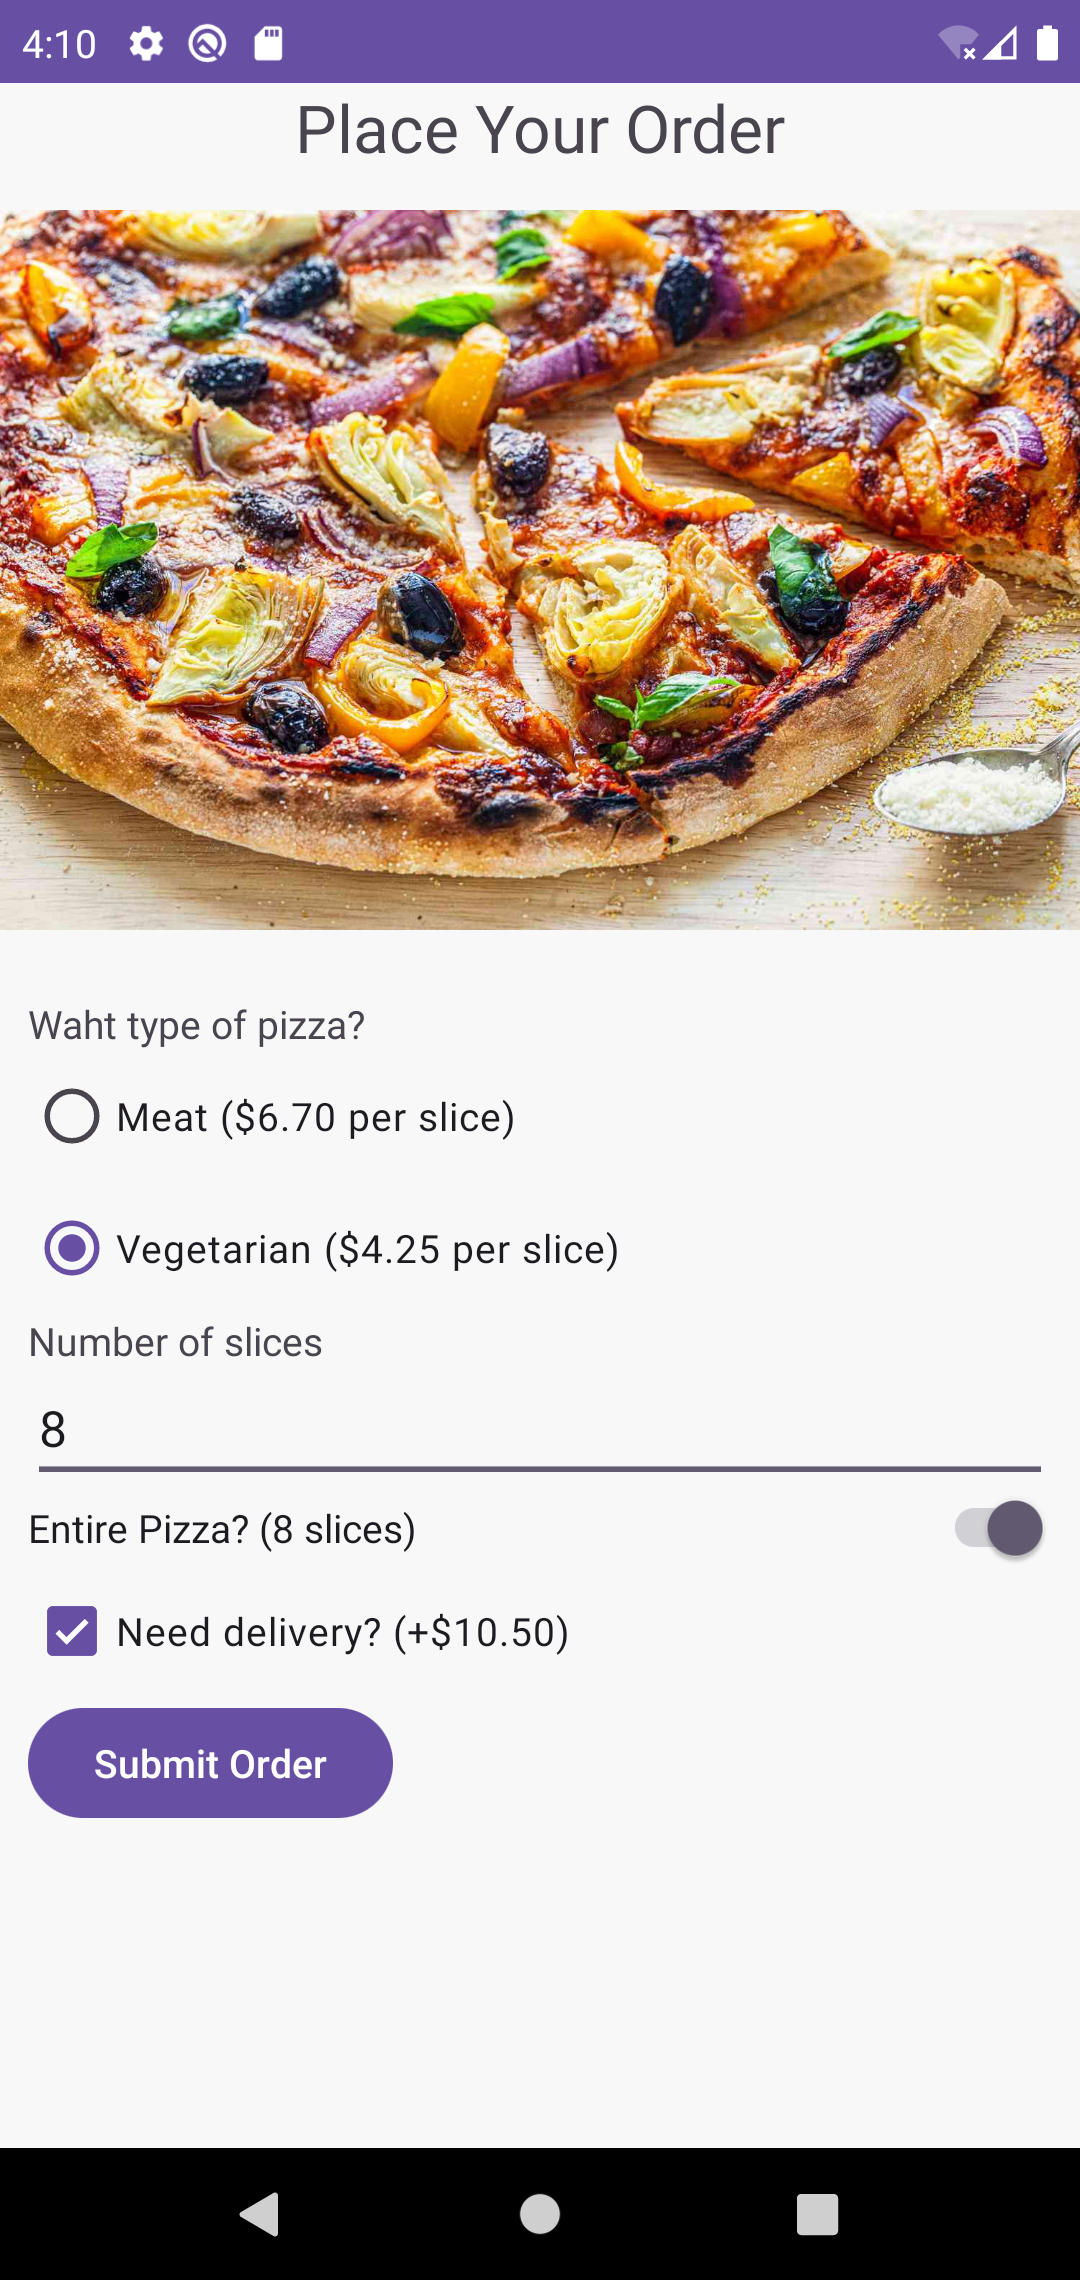 4:10
Place Your Order
Waht type of pizza?
Meat ($6.70 per slice)
Vegetarian ($4.25 per slice)
Number of slices
8
Entire Pizza? (8 slices)
Need delivery? (+$10.50)
Submit Order